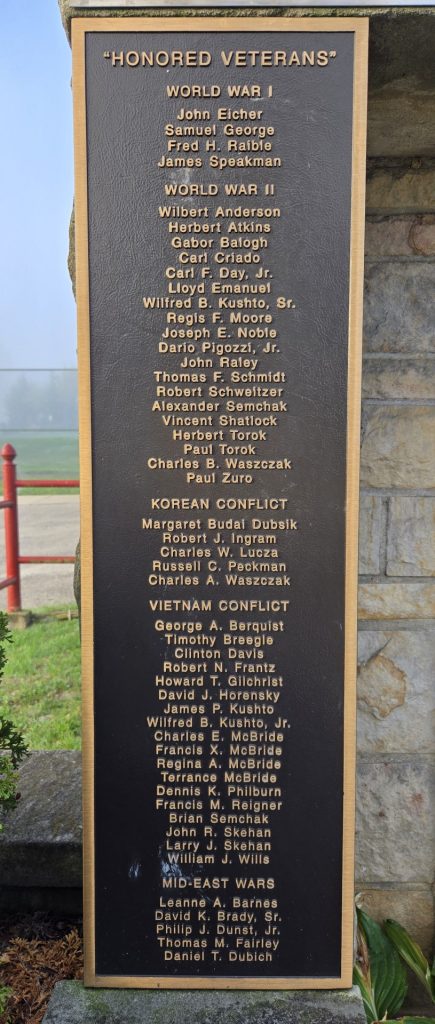 "HONORED VETERANS"
WORLD WAR I
John Eicher
Samuel George
Fred H. Raible
James Speakman
WORLD WAR II
Wilbert Anderson
Herbert Atkins
Gabor Balogh
Carl Criado
Carl F. Day, Jr.
Lloyd Emanuel
Wilfred B. Kushto, Sr.
Regis F. Moore
Joseph E. Noble
Dario Pigozzi, Jr.
John Raley
Thomas F. Schmidt
Robert Schweitzer
Alexander Semchak
Vincent Shatlock
Herbert Torok
Paul Torok
Charles B. Waszczak
Paul Zuro
KOREAN CONFLICT
Margaret Budai Dubsik
Robert J. Ingram
Charles W. Lucza
Russell C. Peckman
Charles A. Waszczak
VIETNAM CONFLICT
George A. Berquist
Timothy Breegle
Clinton Davis
Robert N. Frantz
Howard T. Gilchrist
David J. Horensky
James P. Kushto
Wilfred B. Kushto, Jr.
Charles E. McBride
Francis X. McBride
Regina A. McBride
Terrance McBride
Dennis K. Philburn
Francis M. Reigner
Brian Semchak
John R. Skehan
Larry J. Skehan
William J. Wills
MID-EAST WARS
Leanne A. Barnes
David K. Brady, Sr.
Philip J. Dunst, Jr.
Thomas M. Fairley
Daniel T. Dubich